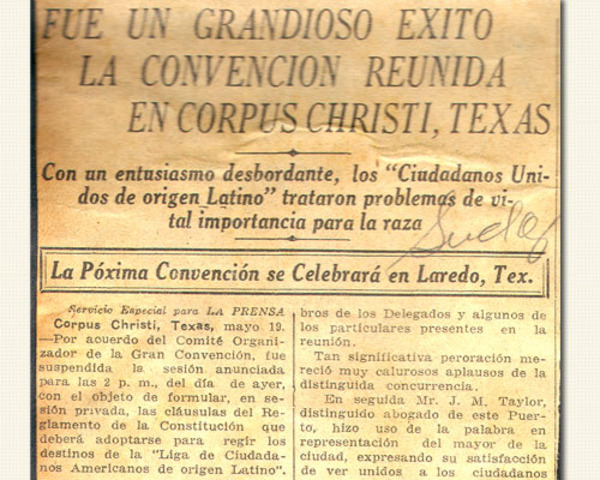 FUE UN GRANDIOSO EXITO
LA CONVENCION REUNIDA
EN CORPUS CHRISTI, TEXAS
Con un entusiasmo desbordante, los "Ciudadanos Uni-
dos de origen Latino" trataron problemas de vi-
tal importancia para la raza
La Póxima Convención se Celebrará en Laredo, Tex.
Servicio Especial para LA PRENSA
Corpus Christi, Texas, mayo 19.
—Por acuerdo del Comité Organi-
zador de la Gran Convención, fue
suspendida la sesión anunciada
para las 2 p. m., del día de ayer,
con el objeto de formular, en se-
sión privada, las cláusulas del Re-
glamento de la Constitución que
deberá adoptarse para regir los
destinos de la "Liga de Ciudada-
nos Americanos de origen Latino".
bros de los Delegados y algunos de
los particulares presentes en la
reunión.
Tan significativa peroración mere-
ció muy calurosos aplausos de la
distinguida concurrencia.
En seguida Mr. J. M. Taylor,
distinguido abogado de este Puer-
to, hizo uso de la palabra en
representación del mayor de la
ciudad, expresando su satisfacción
de ver unidos a los ciudadanos